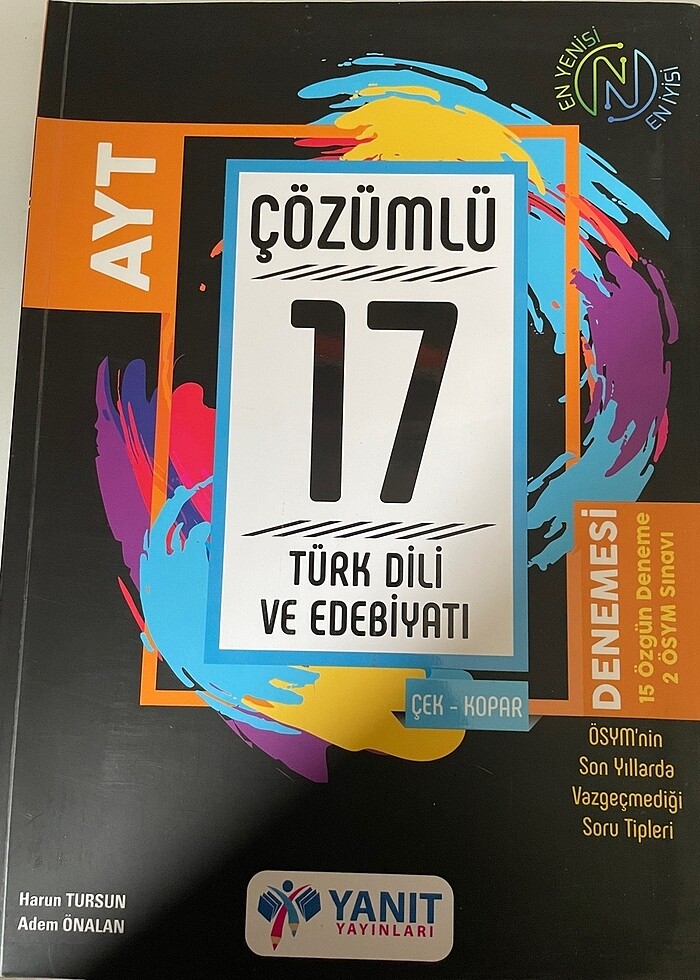 EN YENİSİ
EN İYİSİ
AYT
ÇÖZÜMLÜ
17
TÜRK DİLİ
VE EDEBİYATI
DENEMESİ
15 Özgün Deneme
2 ÖSYM Sınavı
ÇEK - KOPAR
ÖSYM'nin
Son Yıllarda
Vazgeçmediği
Soru Tipleri
Harun TURSUN
Adem ÖNALAN
YANIT
YAYINLARI